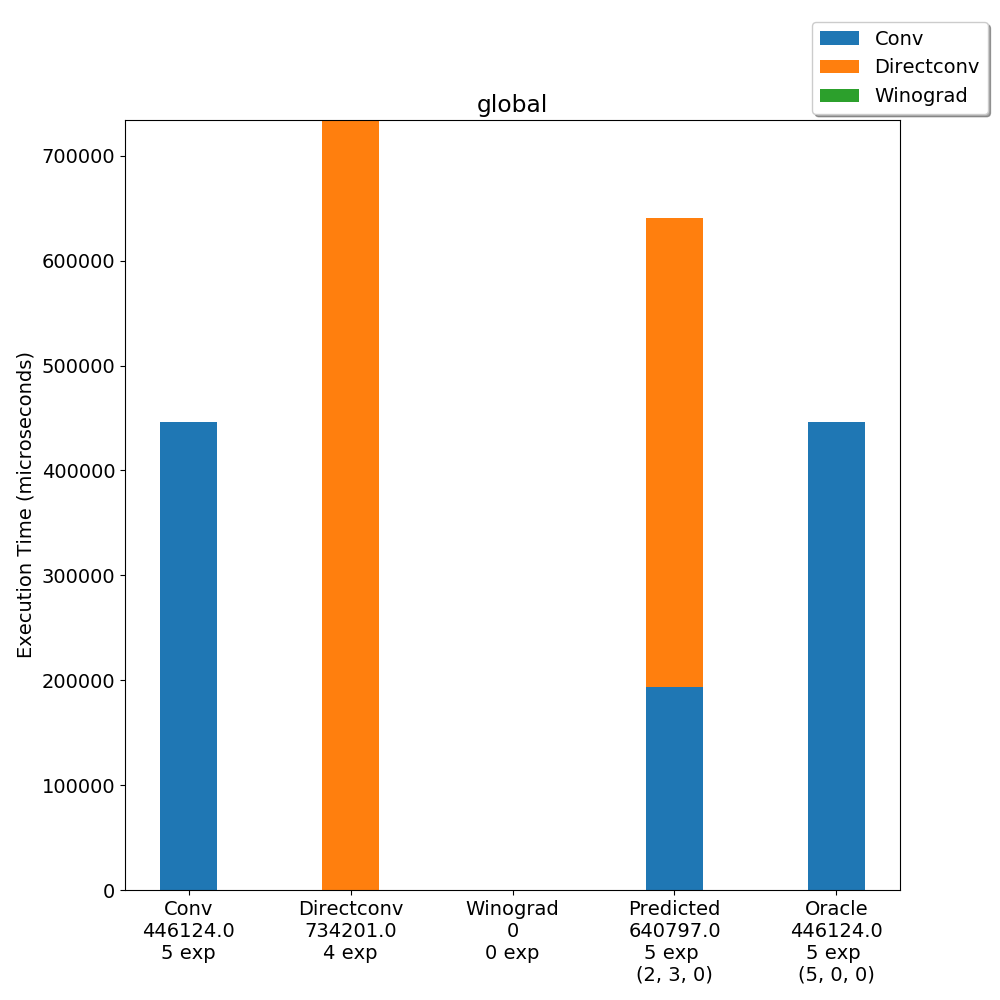 Conv
Directconv
Winograd
global
Execution Time (microseconds)
700000
600000
500000
400000
300000
200000
100000
0
Conv
446124.0
5 exp
Directconv
734201.0
4 exp
Winograd
0
0 exp
Predicted
640797.0
5 exp
(2, 3, 0)
Oracle
446124.0
5 exp
(5, 0, 0)